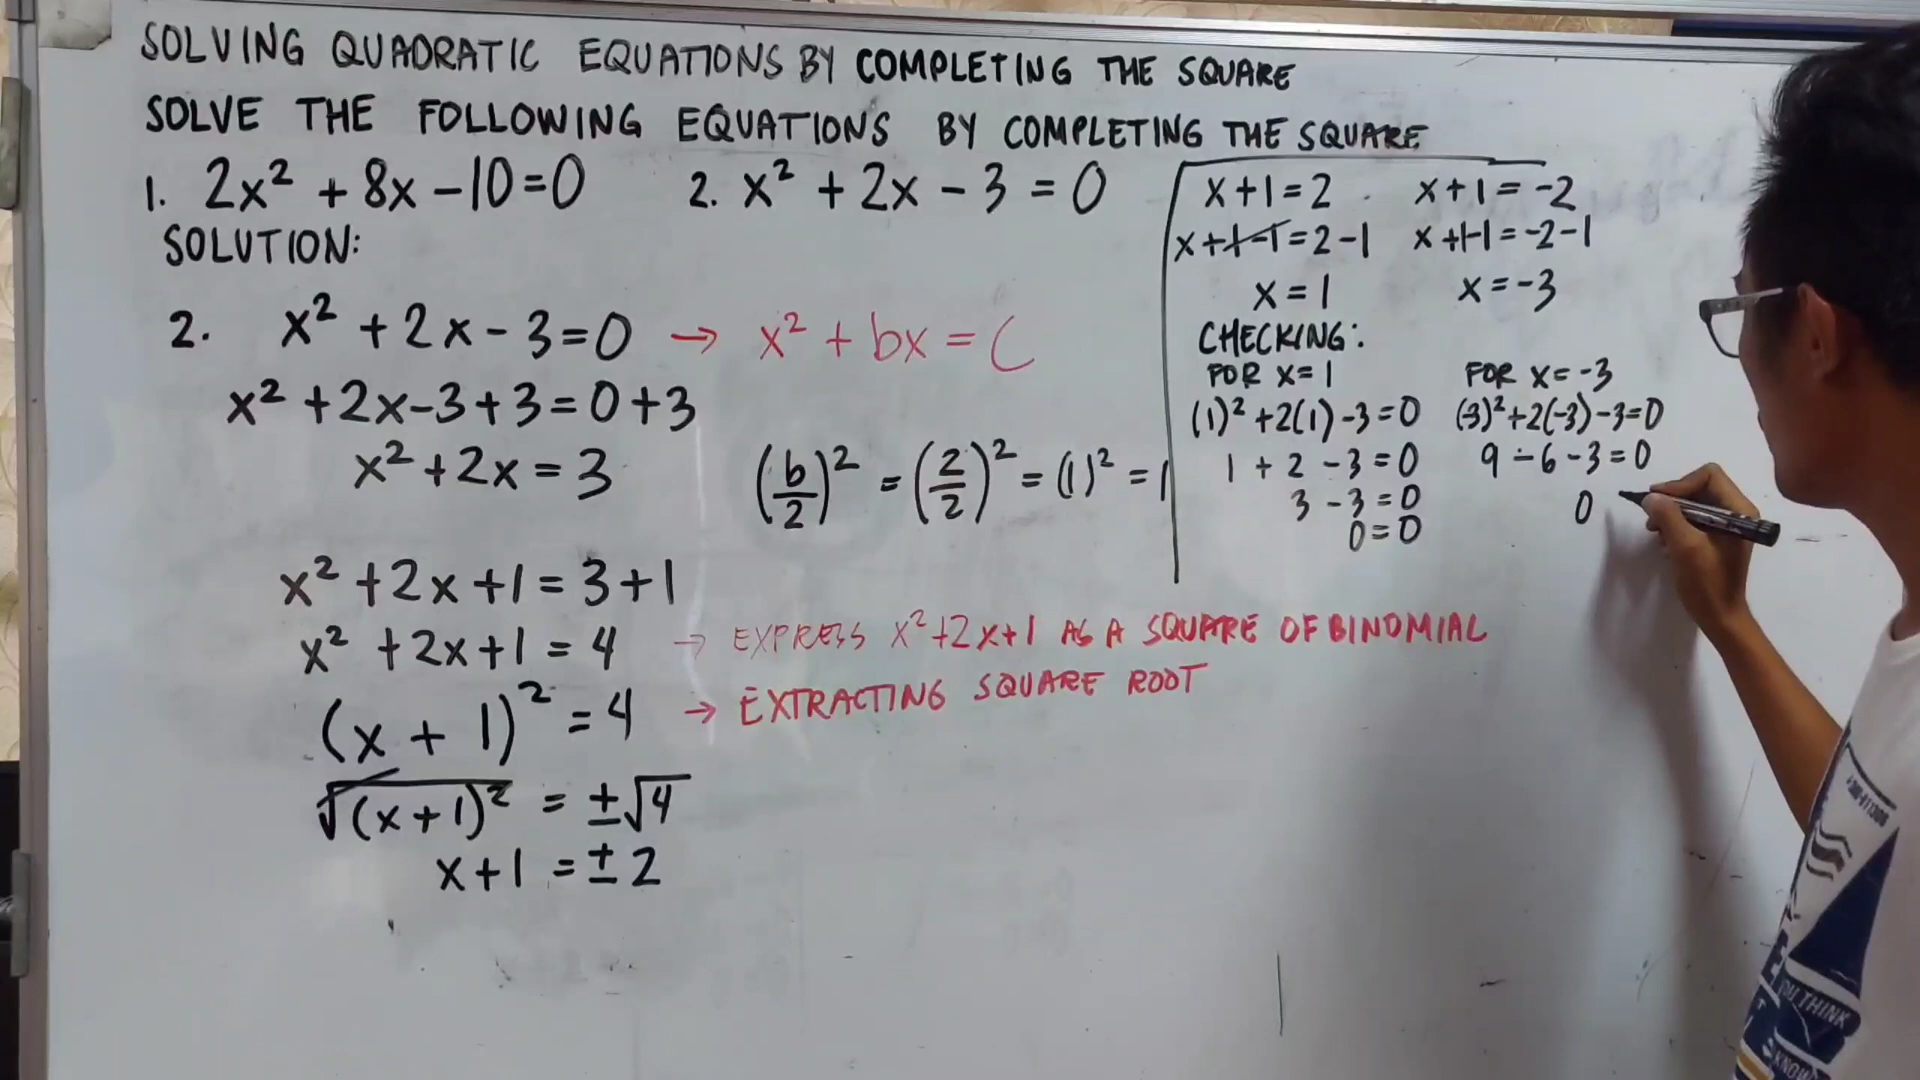 SOLVING QUADRATIC EQUATIONS BY COMPLETING THE SQUARE
SOLVE THE FOLLOWING EQUATIONS BY COMPLETING THE SQUARE
1. 2x² + 8x - 10 = 0
2. x² + 2x - 3 = 0
SOLUTION:
2. x² + 2x - 3 = 0 → x² + bx = C
x² + 2x - 3 + 3 = 0 + 3
x² + 2x = 3
(b/2)² = (2/2)² = (1)² = 1
x² + 2x + 1 = 3 + 1
x² + 2x + 1 = 4 → EXPRESS x² + 2x + 1 AS A SQUARE OF BINOMIAL
(x + 1)² = 4 → EXTRACTING SQUARE ROOT
√(x + 1)² = ±√4
x + 1 = ± 2
x + 1 = 2
x + 1 - 1 = 2 - 1
x = 1
x + 1 = -2
x + 1 - 1 = -2 - 1
x = -3
CHECKING:
FOR x = 1
(1)² + 2(1) - 3 = 0
1 + 2 - 3 = 0
3 - 3 = 0
0 = 0
FOR x = -3
(-3)² + 2(-3) - 3 = 0
9 - 6 - 3 = 0
0
YOU THINK